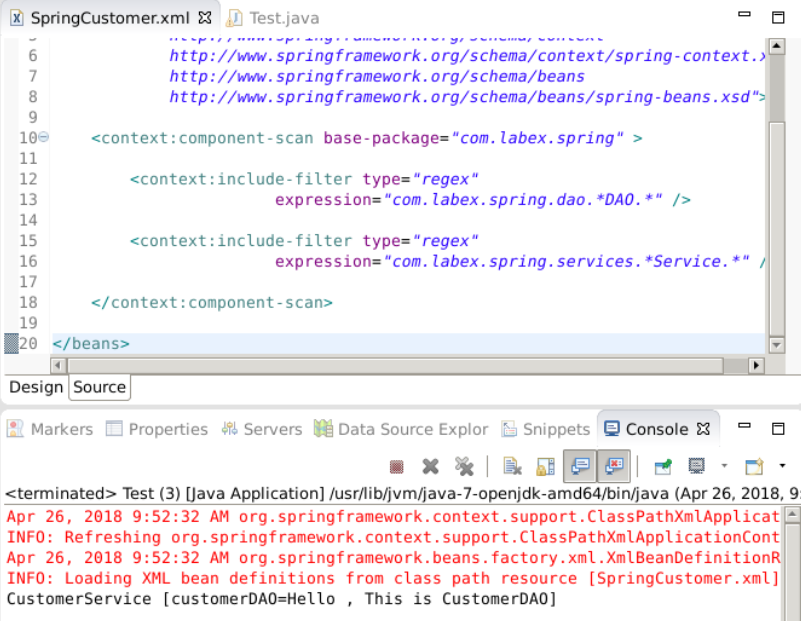 SpringCustomer.xml
Test.java
6 http://www.springframework.org/schema/context/spring-context.x
7 http://www.springframework.org/schema/beans
8 http://www.springframework.org/schema/beans/spring-beans.xsd">
9
10 <context:component-scan base-package="com.labex.spring" >
11
12 <context:include-filter type="regex"
13 expression="com.labex.spring.dao.*DAO.*" />
14
15 <context:include-filter type="regex"
16 expression="com.labex.spring.services.*Service.*" /
17
18 </context:component-scan>
19
20 </beans>
Design Source
Markers Properties Servers Data Source Explor Snippets Console
<terminated> Test (3) [Java Application] /usr/lib/jvm/java-7-openjdk-amd64/bin/java (Apr 26, 2018, 9:
Apr 26, 2018 9:52:32 AM org.springframework.context.support.ClassPathXmlApplicat
INFO: Refreshing org.springframework.context.support.ClassPathXmlApplicationCont
Apr 26, 2018 9:52:32 AM org.springframework.beans.factory.xml.XmlBeanDefinitionR
INFO: Loading XML bean definitions from class path resource [SpringCustomer.xml]
CustomerService [customerDAO=Hello , This is CustomerDAO]